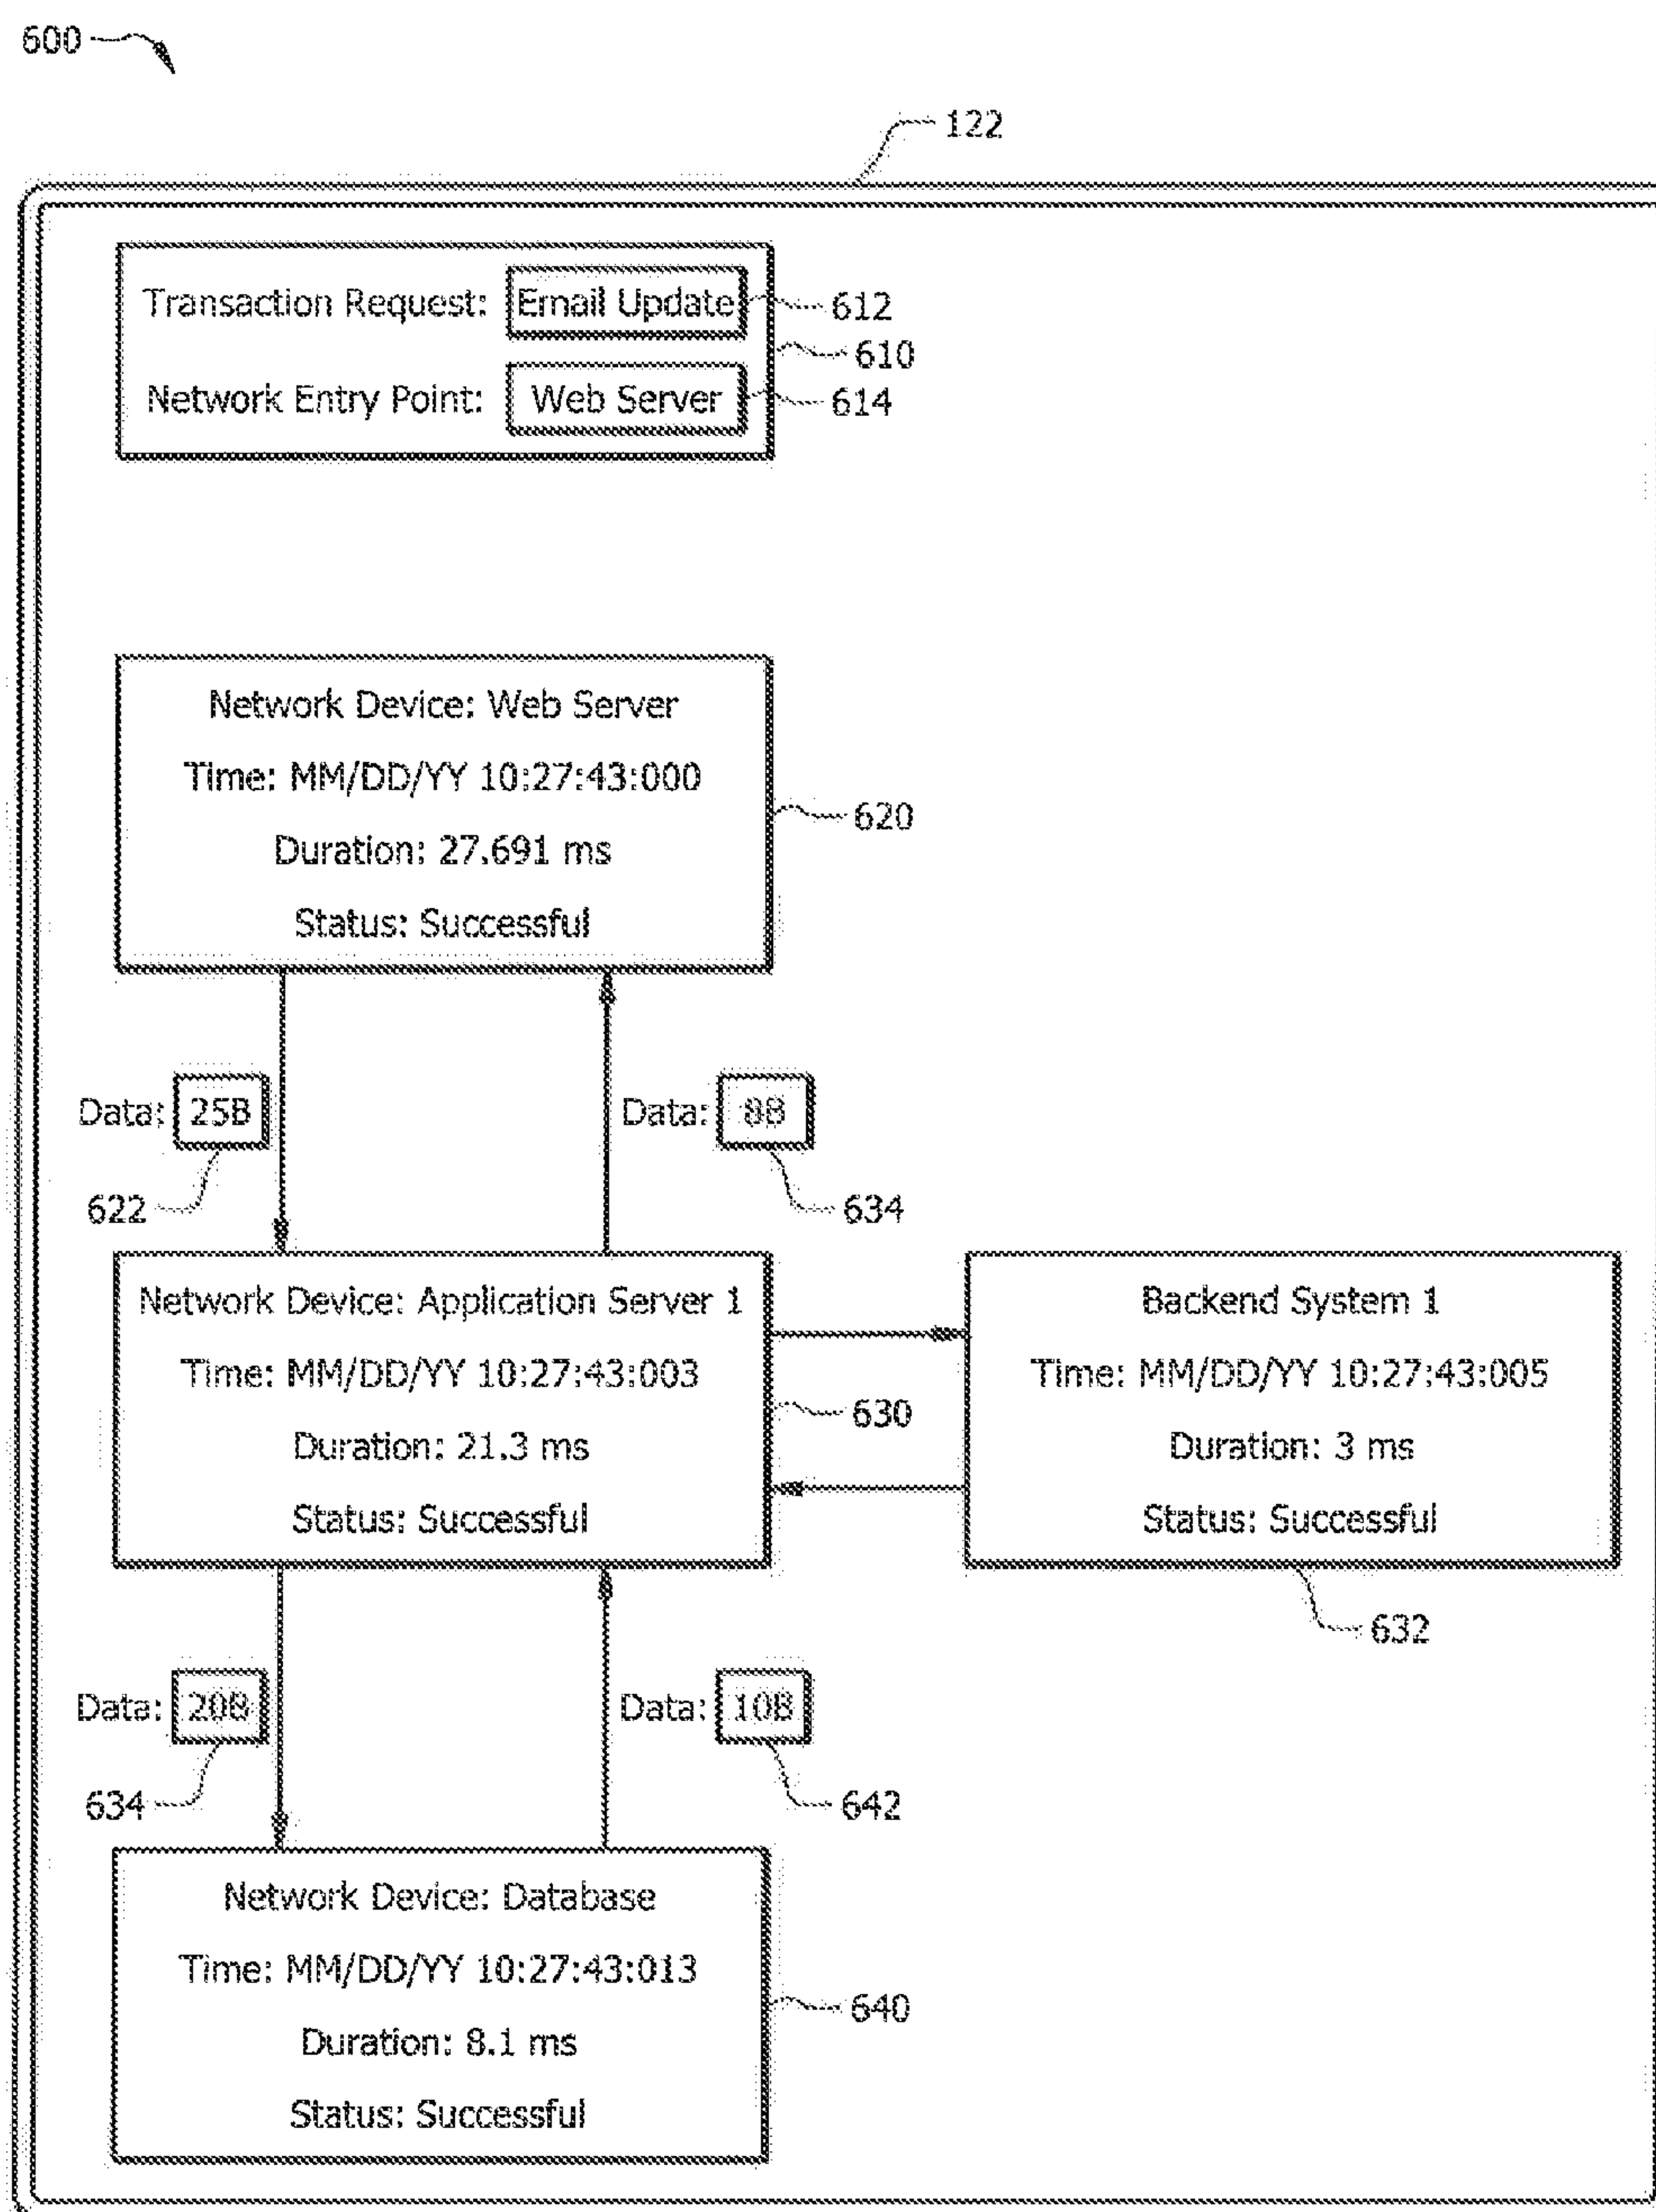 600
122
Transaction Request: Email Update
612
610
Network Entry Point: Web Server
614
Network Device: Web Server
Time: MM/DD/YY 10:27:43:000
620
Duration: 27.691 ms
Status: Successful
Data: 25B
Data: 8B
622
634
Network Device: Application Server 1
Time: MM/DD/YY 10:27:43:003
Duration: 21.3 ms
Status: Successful
630
Backend System 1
Time: MM/DD/YY 10:27:43:005
Duration: 3 ms
Status: Successful
632
Data: 20B
Data: 10B
634
642
Network Device: Database
Time: MM/DD/YY 10:27:43:013
640
Duration: 8.1 ms
Status: Successful